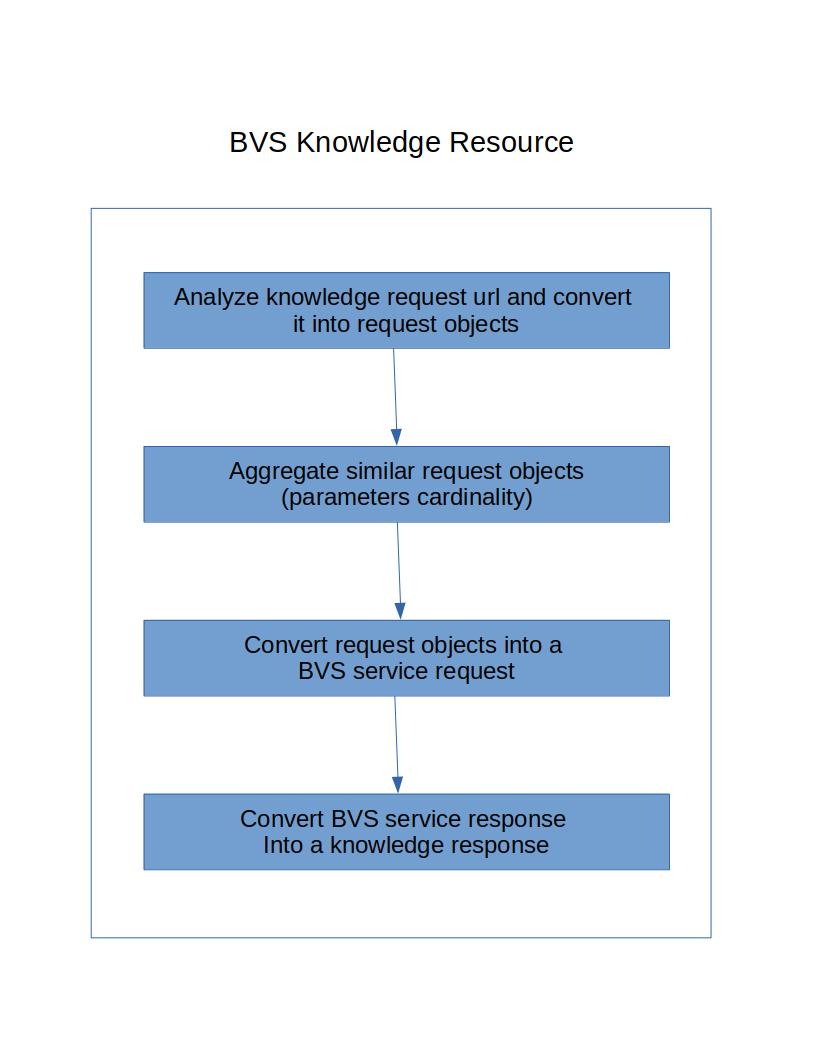 BVS Knowledge Resource
Analyze knowledge request url and convert
it into request objects
Aggregate similar request objects
(parameters cardinality)
Convert request objects into a
BVS service request
Convert BVS service response
Into a knowledge response